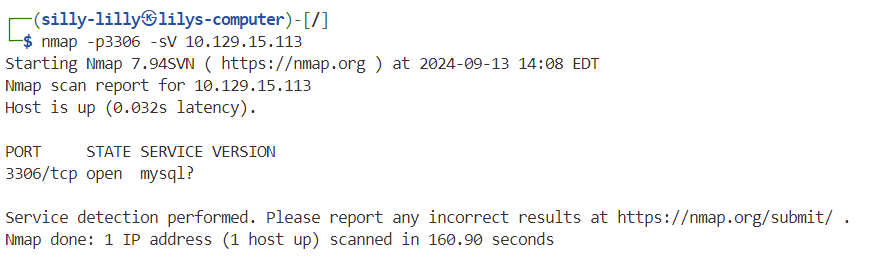 ┌──(silly-lilly㉿lilys-computer)-[/]
└─$ nmap -p3306 -sV 10.129.15.113
Starting Nmap 7.94SVN ( https://nmap.org ) at 2024-09-13 14:08 EDT
Nmap scan report for 10.129.15.113
Host is up (0.032s latency).

PORT     STATE SERVICE VERSION
3306/tcp open  mysql?

Service detection performed. Please report any incorrect results at https://nmap.org/submit/ .
Nmap done: 1 IP address (1 host up) scanned in 160.90 seconds